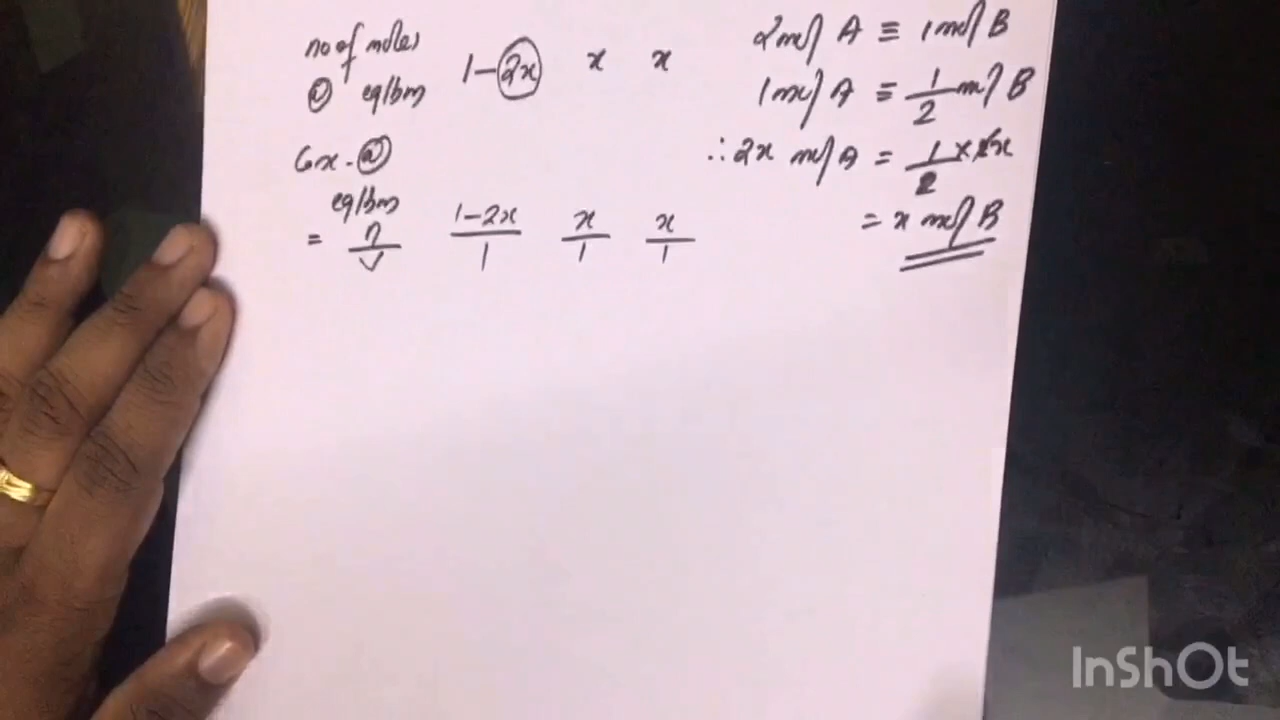 no of moles
@ eqlbm 1-2x x x
Cx. @
eqlbm
= n/V 1-2x/1 x/1 x/1
2mol A ≡ 1mol B
1mol A ≡ 1/2 mol B
∴ 2x mol A = 1/2 × 2x
= x mol B
InShOt